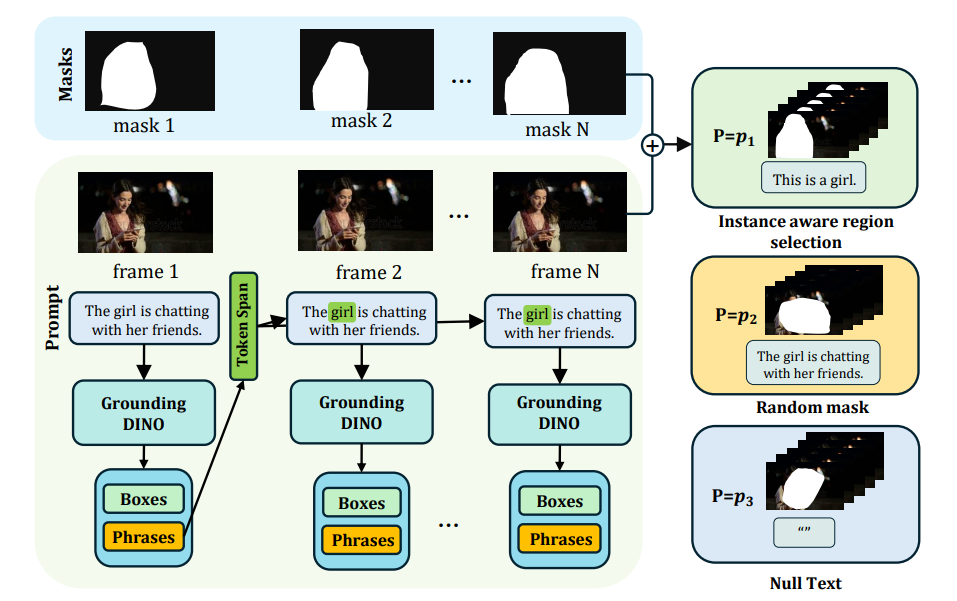 Masks
mask 1
mask 2
...
mask N
frame 1
frame 2
...
frame N
Prompt
The girl is chatting
with her friends.
Token Span
The girl is chatting
with her friends.
The girl is chatting
with her friends.
Grounding
DINO
Grounding
DINO
Grounding
DINO
Boxes
Phrases
Boxes
Phrases
...
Boxes
Phrases
+
P=p₁
This is a girl.
Instance aware region
selection
P=p₂
The girl is chatting
with her friends.
Random mask
P=p₃
“”
Null Text